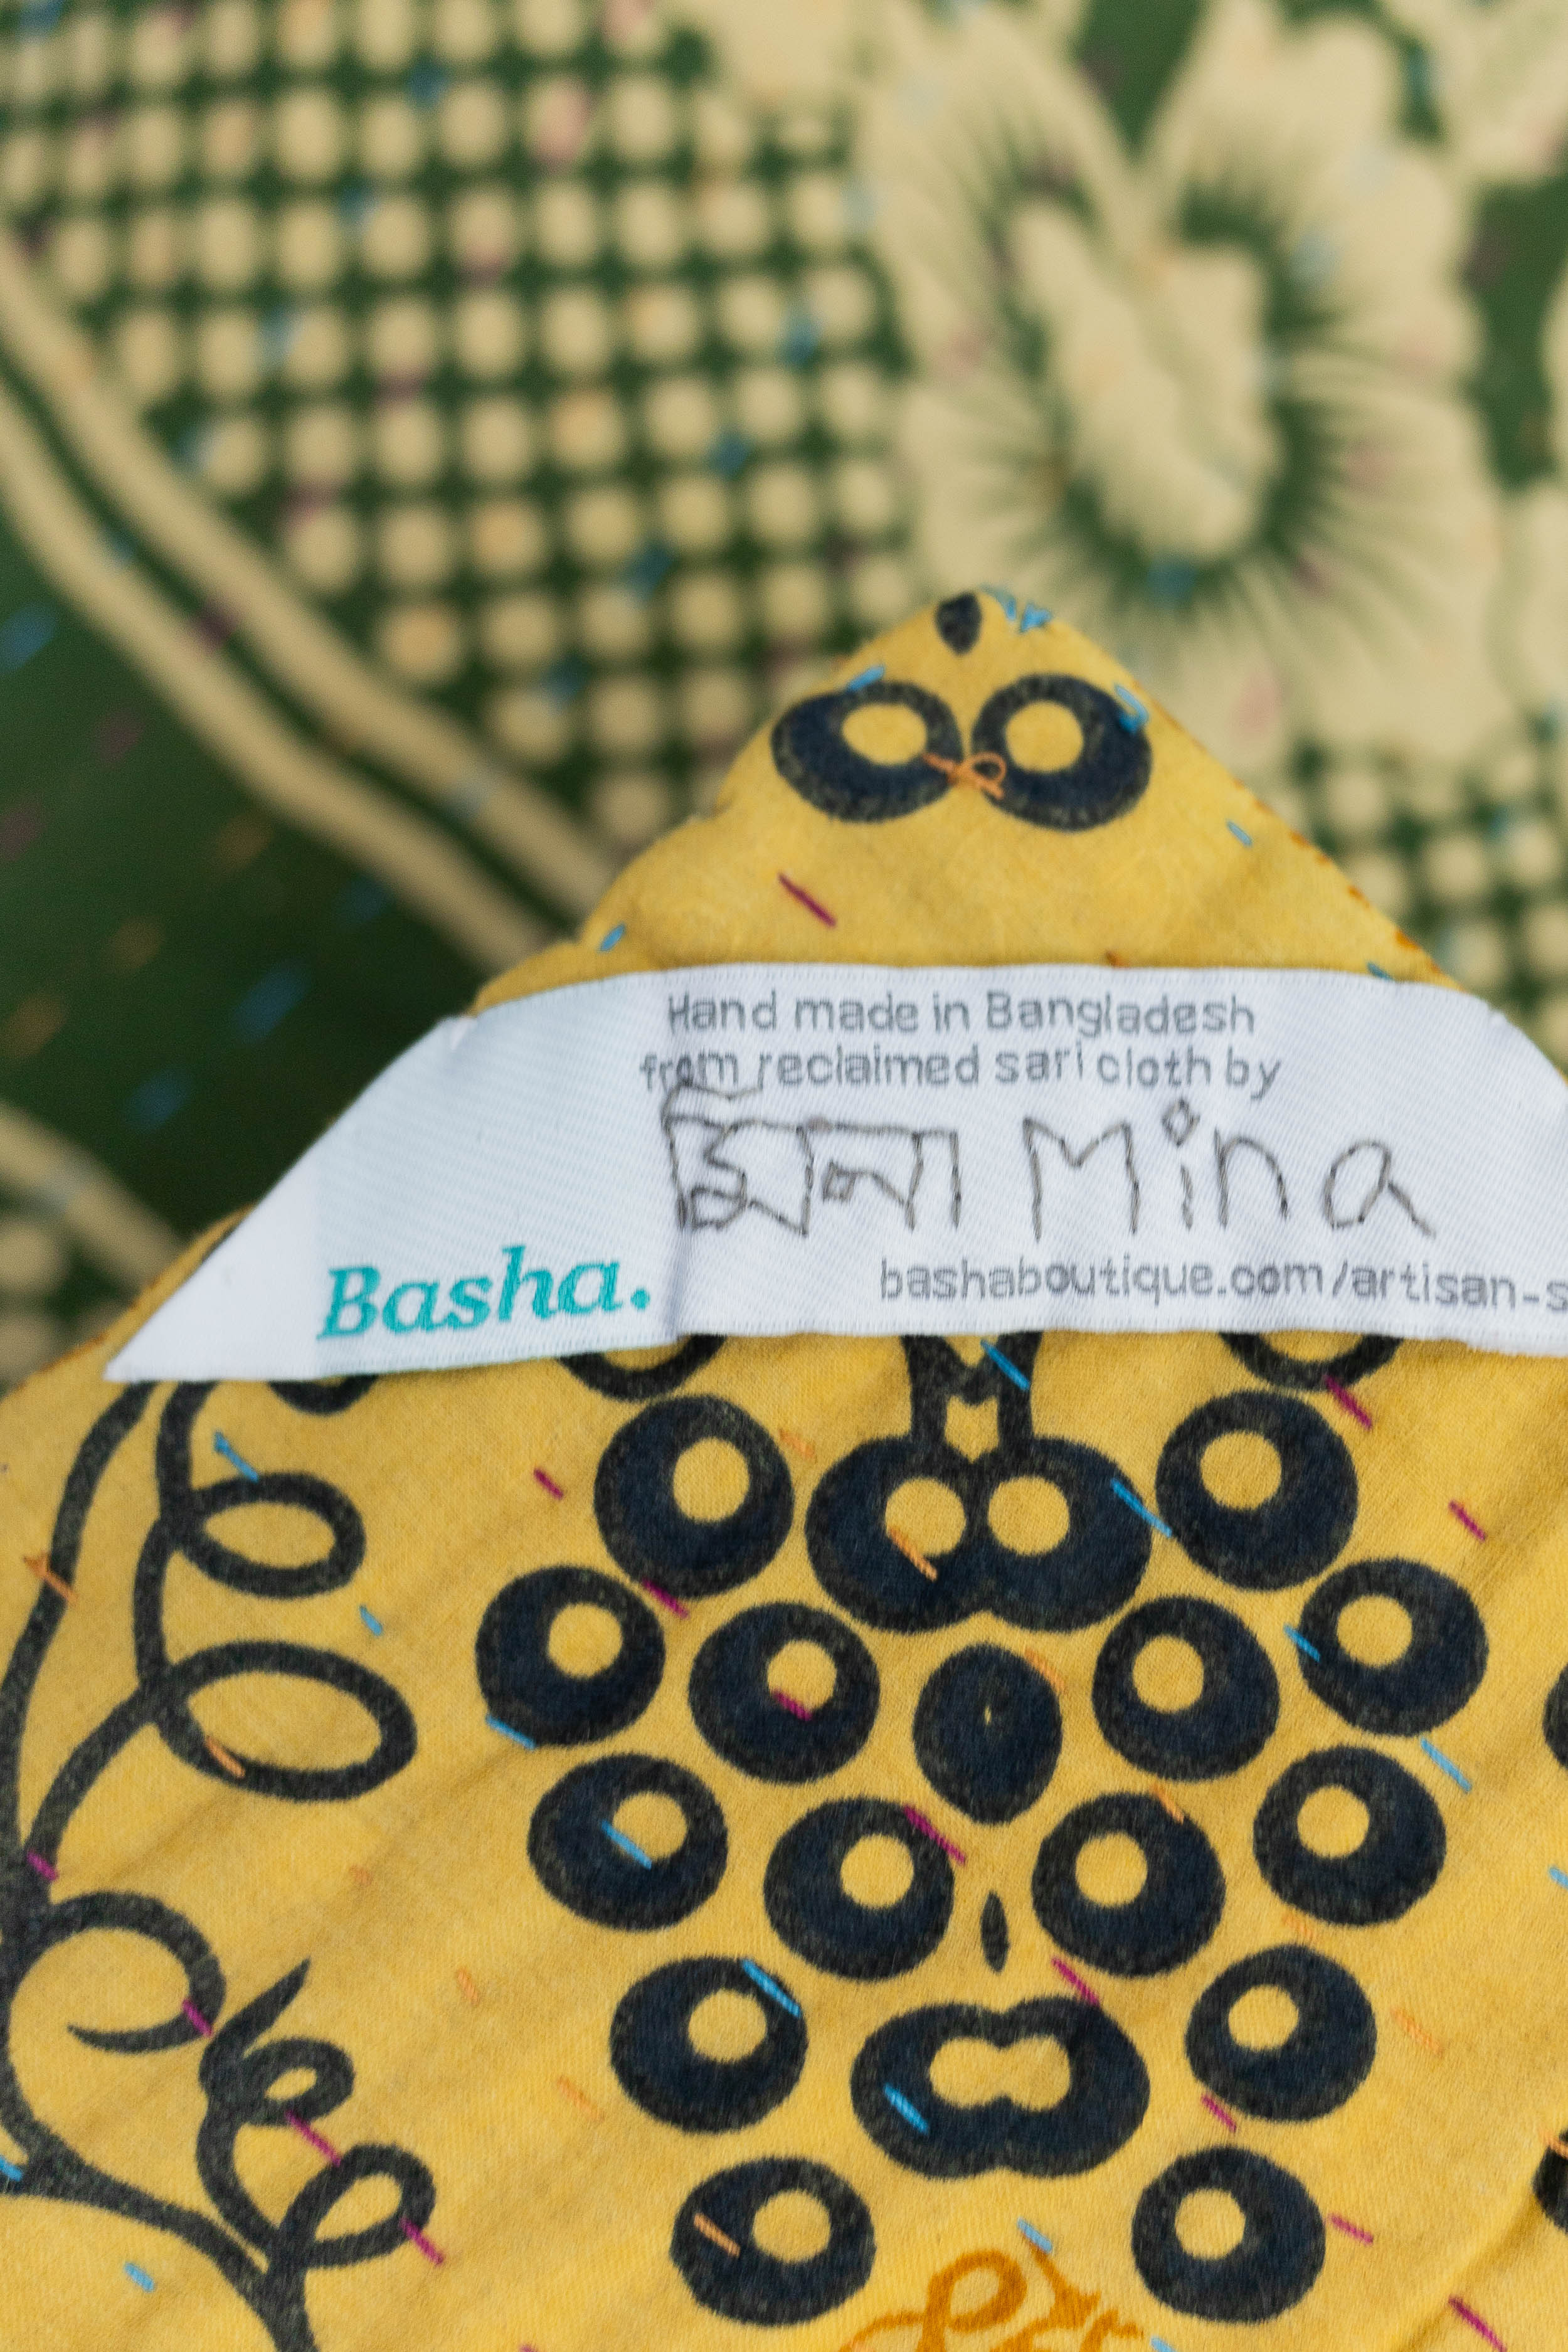 Hand made in Bangladesh
from reclaimed sari cloth by
মিনা Mina
Basha.
bashaboutique.com/artisan-s